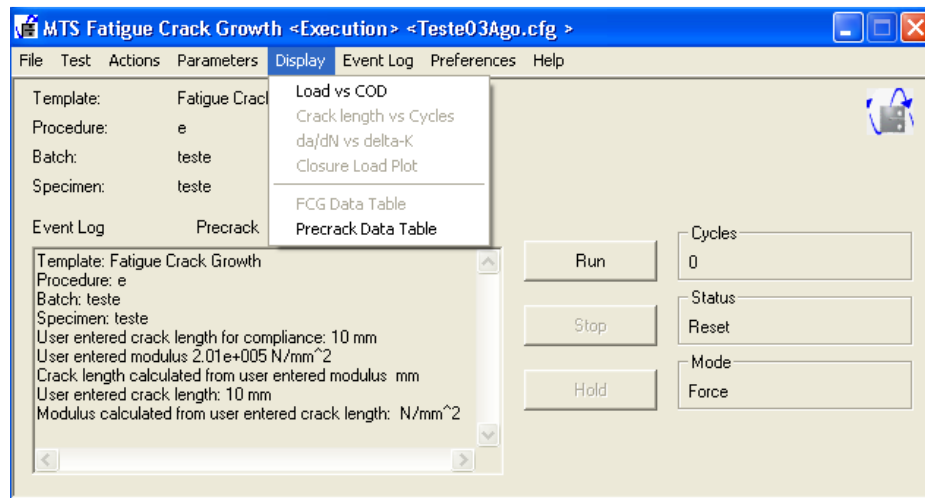 MTS Fatigue Crack Growth <Execution> <Teste03Ago.cfg >
File Test Actions Parameters Display Event Log Preferences Help
Load vs COD
Crack length vs Cycles
da/dN vs delta-K
Closure Load Plot
FCG Data Table
Precrack Data Table
Template: Fatigue Crac
Procedure: e
Batch: teste
Specimen: teste
Event Log Precrack
Template: Fatigue Crack Growth
Procedure: e
Batch: teste
Specimen: teste
User entered crack length for compliance: 10 mm
User entered modulus 2.01e+005 N/mm^2
Crack length calculated from user entered modulus  mm
User entered crack length: 10 mm
Modulus calculated from user entered crack length:  N/mm^2
Run
Stop
Hold
Cycles
0
Status
Reset
Mode
Force